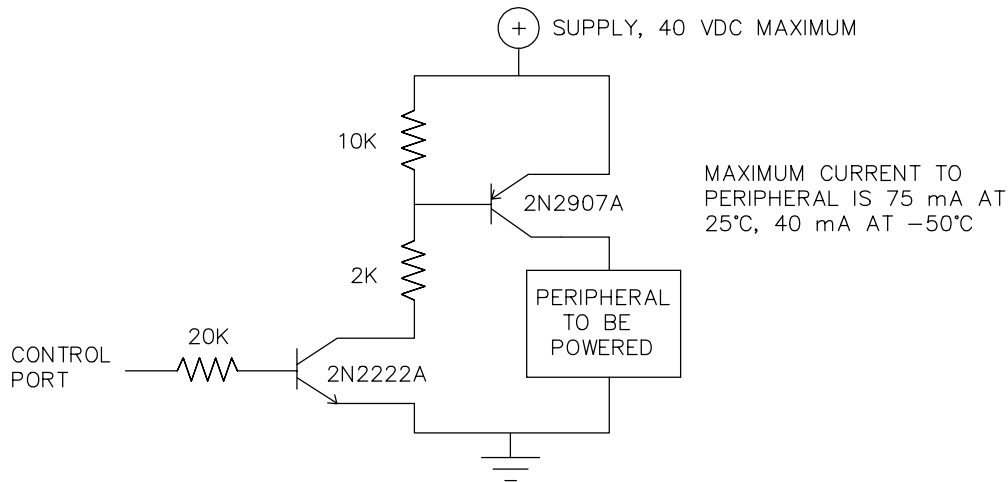 + SUPPLY, 40 VDC MAXIMUM
10K
MAXIMUM CURRENT TO
PERIPHERAL IS 75 mA AT
25°C, 40 mA AT -50°C
2N2907A
2K
PERIPHERAL
TO BE
POWERED
20K
CONTROL
PORT
2N2222A